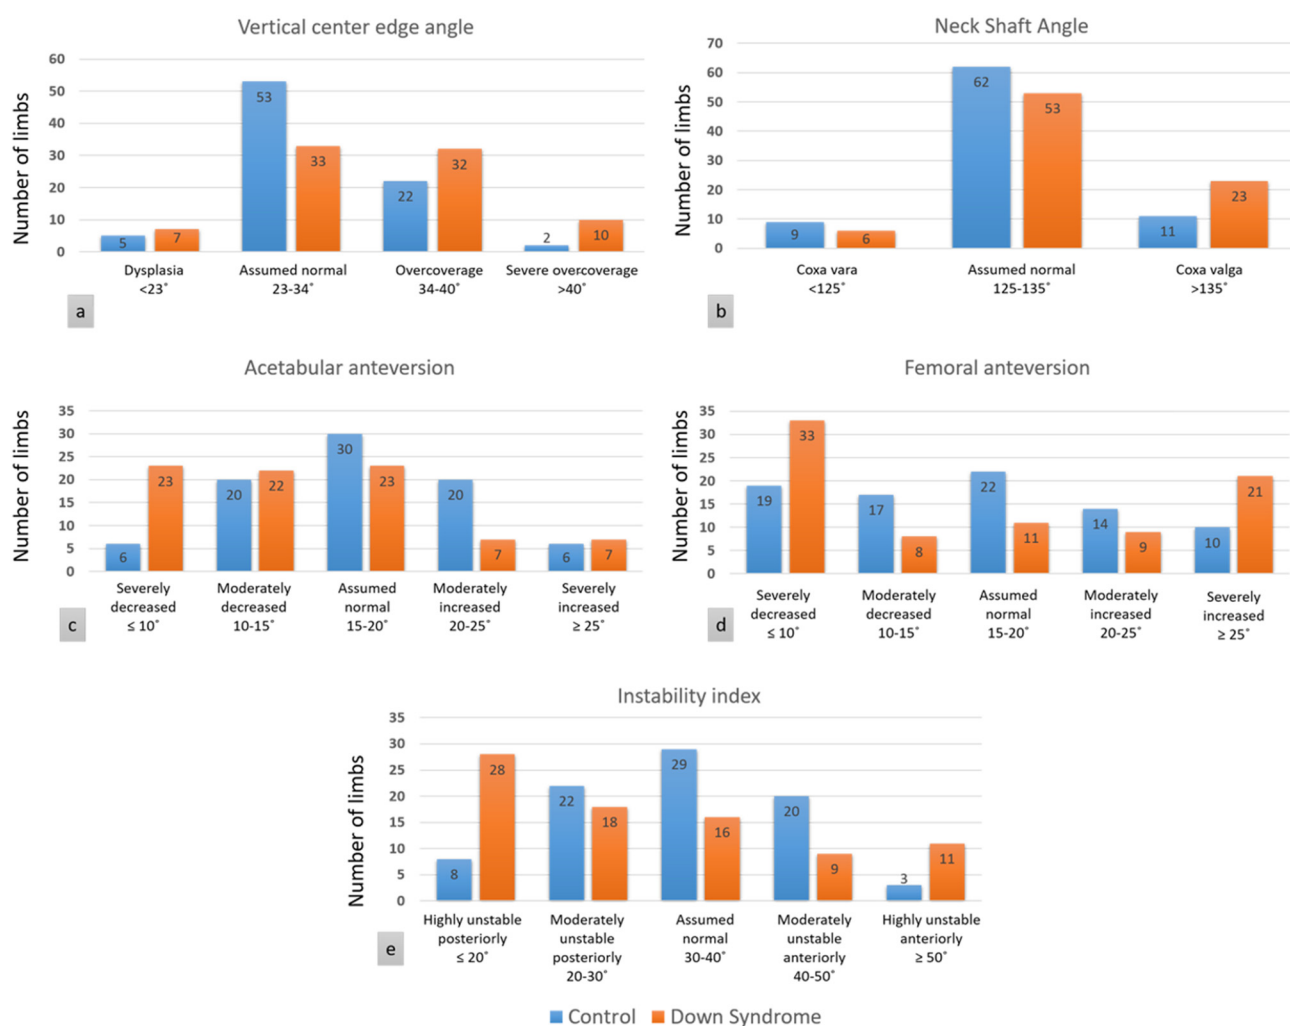 Vertical center edge angle
Number of limbs
60
50
40
30
20
10
0
5
7
53
33
22
32
2
10
Dysplasia
<23˚
Assumed normal
23-34˚
Overcoverage
34-40˚
Severe overcoverage
>40˚
a
Neck Shaft Angle
Number of limbs
70
60
50
40
30
20
10
0
9
6
62
53
11
23
Coxa vara
<125˚
Assumed normal
125-135˚
Coxa valga
>135˚
b
Acetabular anteversion
Number of limbs
35
30
25
20
15
10
5
0
6
23
20
22
30
23
20
7
6
7
Severely
decreased
≤ 10˚
Moderately
decreased
10-15˚
Assumed
normal
15-20˚
Moderately
increased
20-25˚
Severely
increased
≥ 25˚
c
Femoral anteversion
Number of limbs
35
30
25
20
15
10
5
0
19
33
17
8
22
11
14
9
10
21
Severely
decreased
≤ 10˚
Moderately
decreased
10-15˚
Assumed
normal
15-20˚
Moderately
increased
20-25˚
Severely
increased
≥ 25˚
d
Instability index
Number of limbs
35
30
25
20
15
10
5
0
8
28
22
18
29
16
20
9
3
11
Highly unstable
posteriorly
≤ 20˚
Moderately
unstable
posteriorly
20-30˚
Assumed
normal
30-40˚
Moderately
unstable
anteriorly
40-50˚
Highly unstable
anteriorly
≥ 50˚
e
Control
Down Syndrome